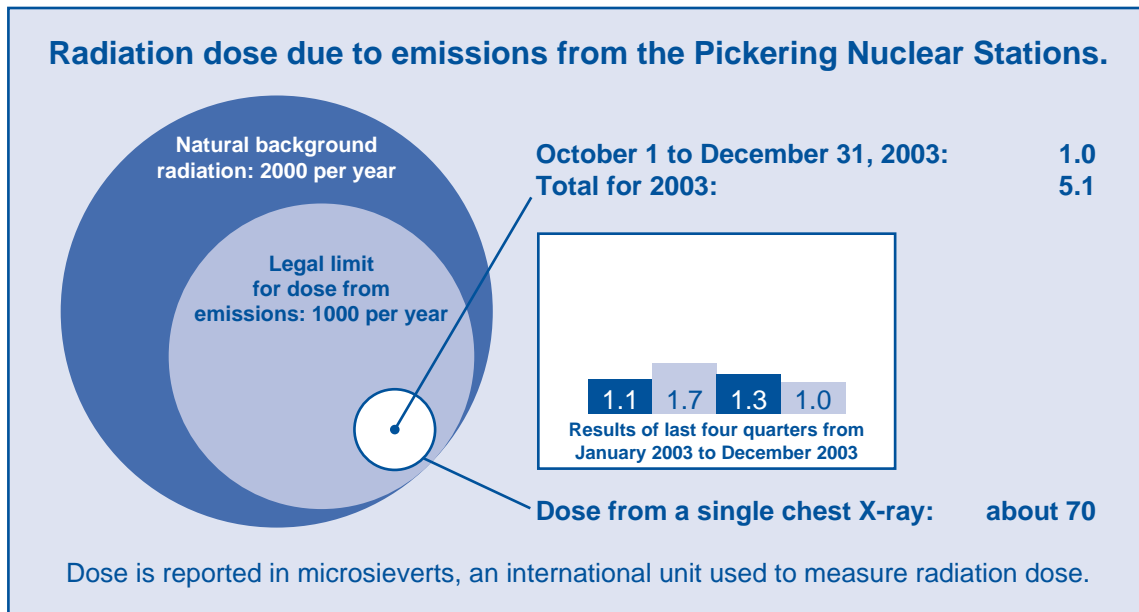 Radiation dose due to emissions from the Pickering Nuclear Stations.
Natural background
radiation: 2000 per year
Legal limit
for dose from
emissions: 1000 per year
October 1 to December 31, 2003: 1.0
Total for 2003: 5.1
1.1 1.7 1.3 1.0
Results of last four quarters from
January 2003 to December 2003
Dose from a single chest X-ray: about 70
Dose is reported in microsieverts, an international unit used to measure radiation dose.